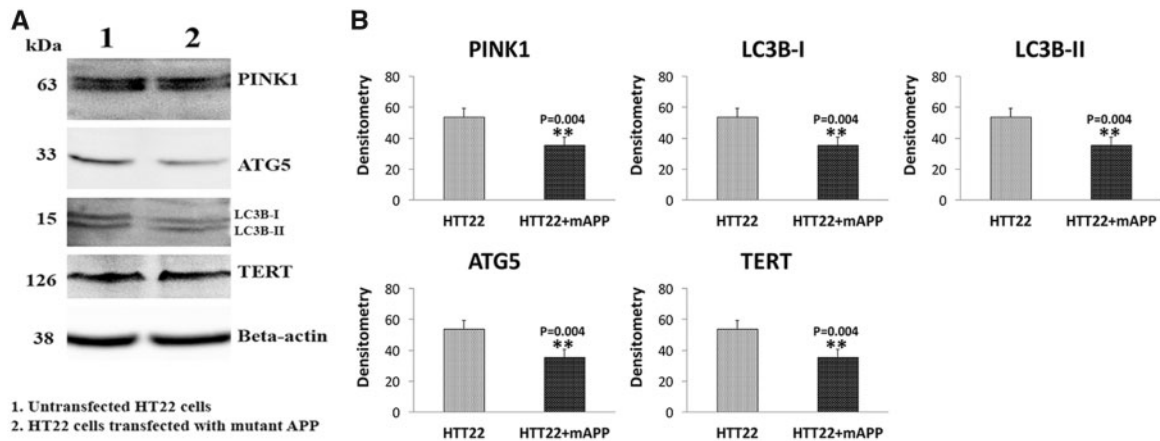 A
kDa
1 2
63
PINK1
33
ATG5
15
LC3B-I
LC3B-II
126
TERT
38
Beta-actin
1. Untransfected HT22 cells
2. HT22 cells transfected with mutant APP
B
PINK1
Densitometry
80
60
40
20
0
P=0.004
**
HTT22
HTT22+mAPP
LC3B-I
Densitometry
80
60
40
20
0
P=0.004
**
HTT22
HTT22+mAPP
LC3B-II
Densitometry
80
60
40
20
0
P=0.004
**
HTT22
HTT22+mAPP
ATG5
Densitometry
80
60
40
20
0
P=0.004
**
HTT22
HTT22+mAPP
TERT
Densitometry
80
60
40
20
0
P=0.004
**
HTT22
HTT22+mAPP